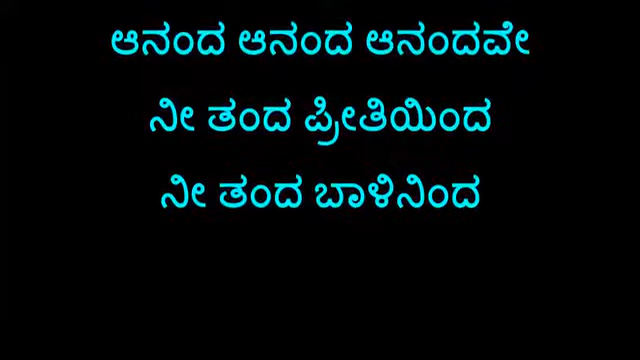 ಆನಂದ ಆನಂದ ಆನಂದವೇ
ನೀ ತಂದ ಪ್ರೀತಿಯಿಂದ
ನೀ ತಂದ ಬಾಳಿನಿಂದ